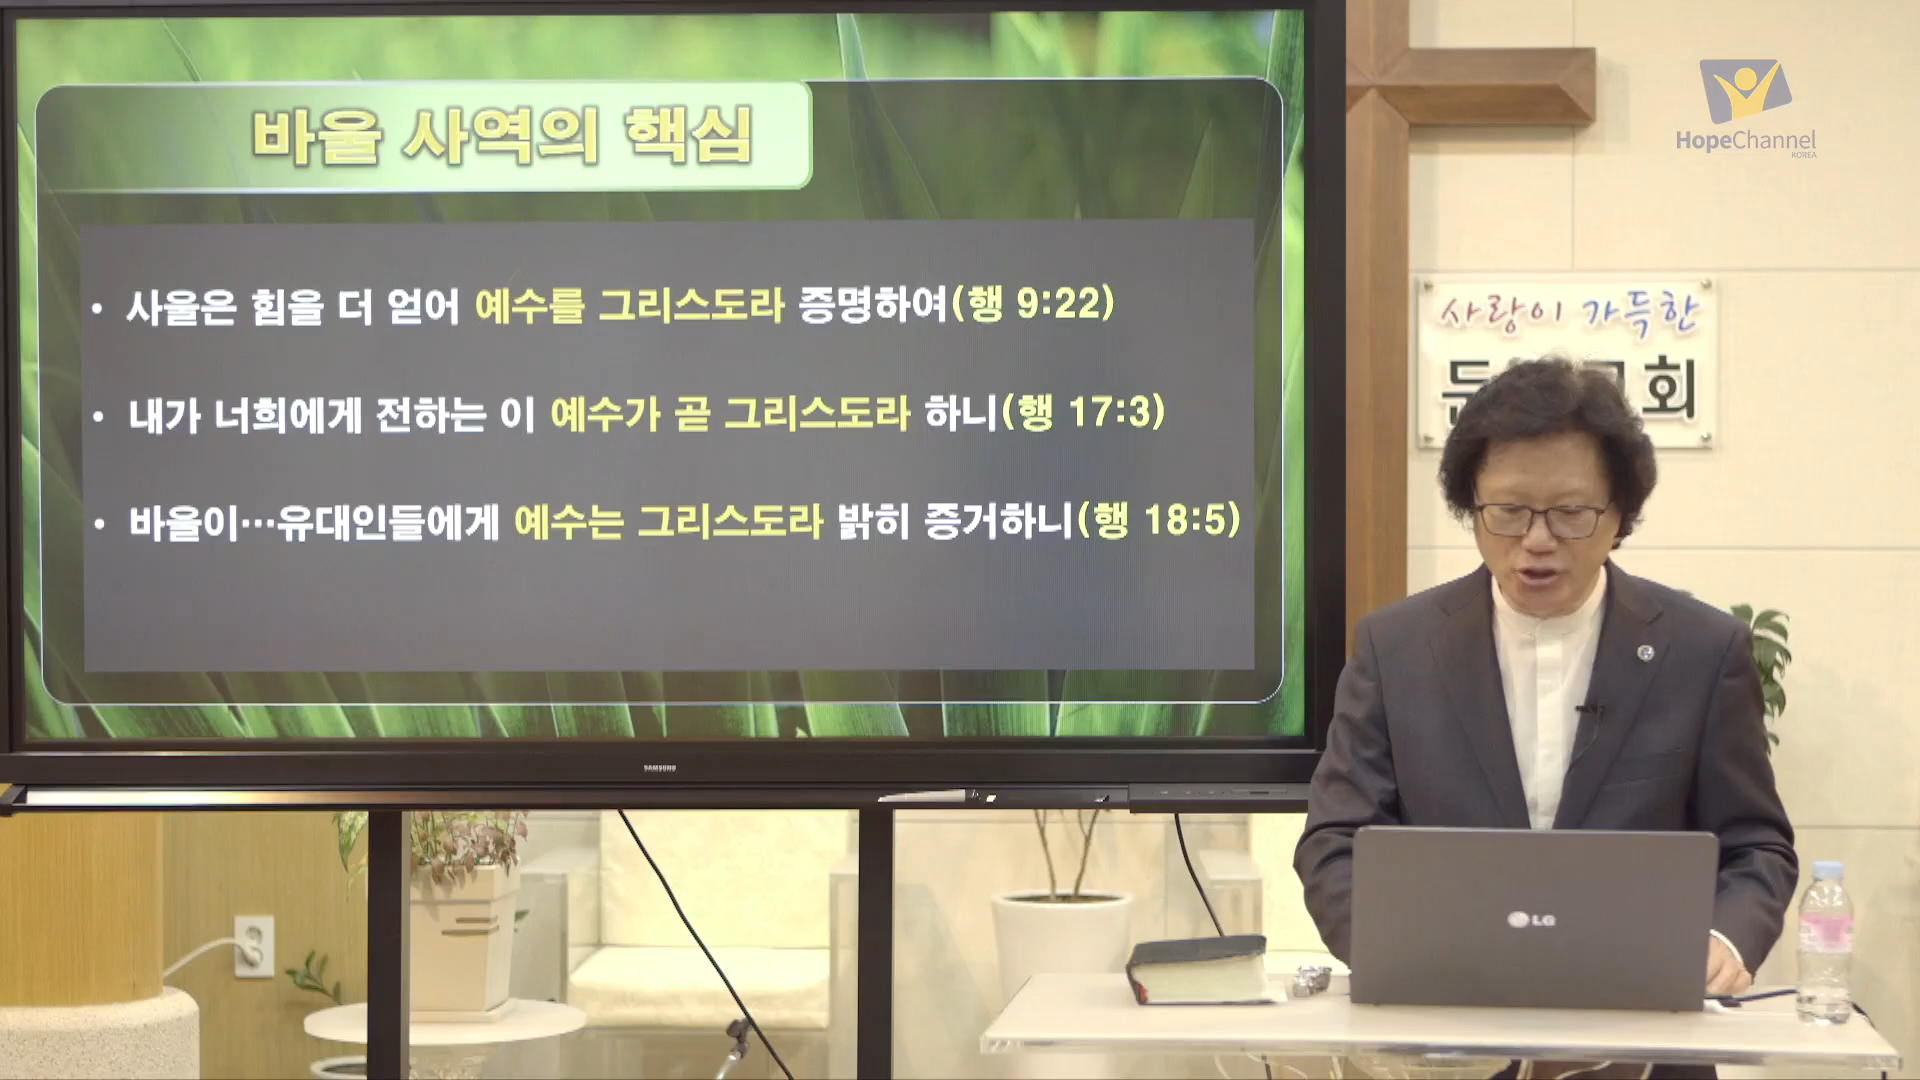 바울 사역의 핵심
• 사울은 힘을 더 얻어 예수를 그리스도라 증명하여(행 9:22)
• 내가 너희에게 전하는 이 예수가 곧 그리스도라 하니(행 17:3)
• 바울이…유대인들에게 예수는 그리스도라 밝히 증거하니(행 18:5)
SAMSUNG
HopeChannel
KOREA
사랑이 가득한
LG